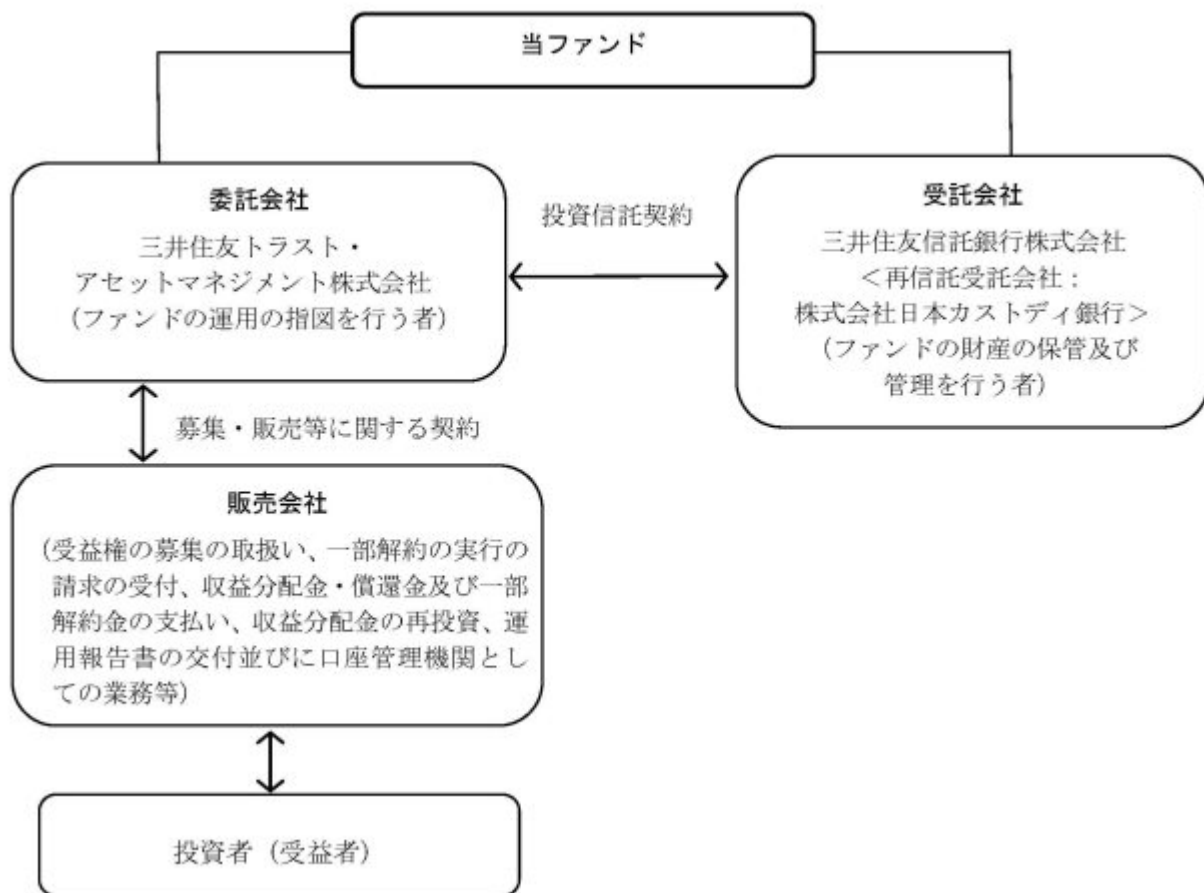 当ファンド
委託会社
三井住友トラスト・
アセットマネジメント株式会社
（ファンドの運用の指図を行う者）
投資信託契約
受託会社
三井住友信託銀行株式会社
＜再信託受託会社：
株式会社日本カストディ銀行＞
（ファンドの財産の保管及び
管理を行う者）
募集・販売等に関する契約
販売会社
（受益権の募集の取扱い、一部解約の実行の
請求の受付、収益分配金・償還金及び一部
解約金の支払い、収益分配金の再投資、運
用報告書の交付並びに口座管理機関とし
ての業務等）
投資者（受益者）